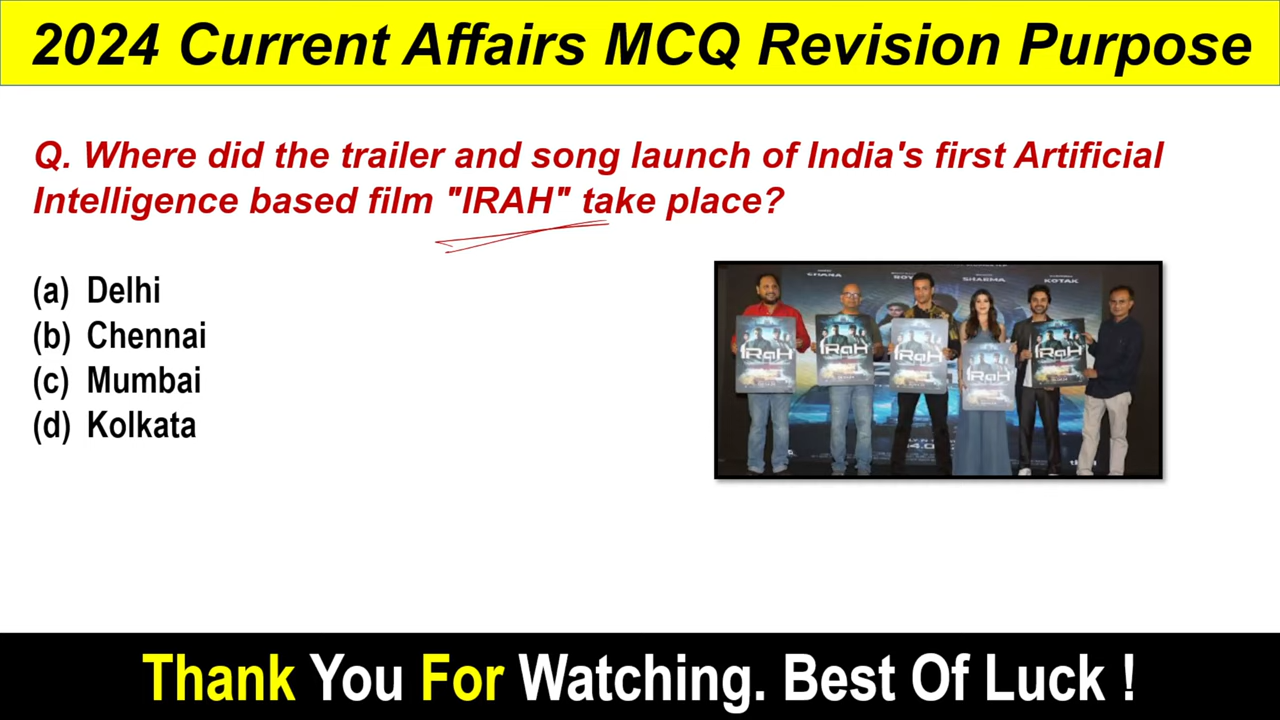 2024 Current Affairs MCQ Revision Purpose
Q. Where did the trailer and song launch of India's first Artificial
Intelligence based film "IRAH" take place?
(a) Delhi
(b) Chennai
(c) Mumbai
(d) Kolkata
SHARMA
KOTAK
IRaH
IRaH
IRaH
IRaH
IRaH
Thank You For Watching. Best Of Luck !